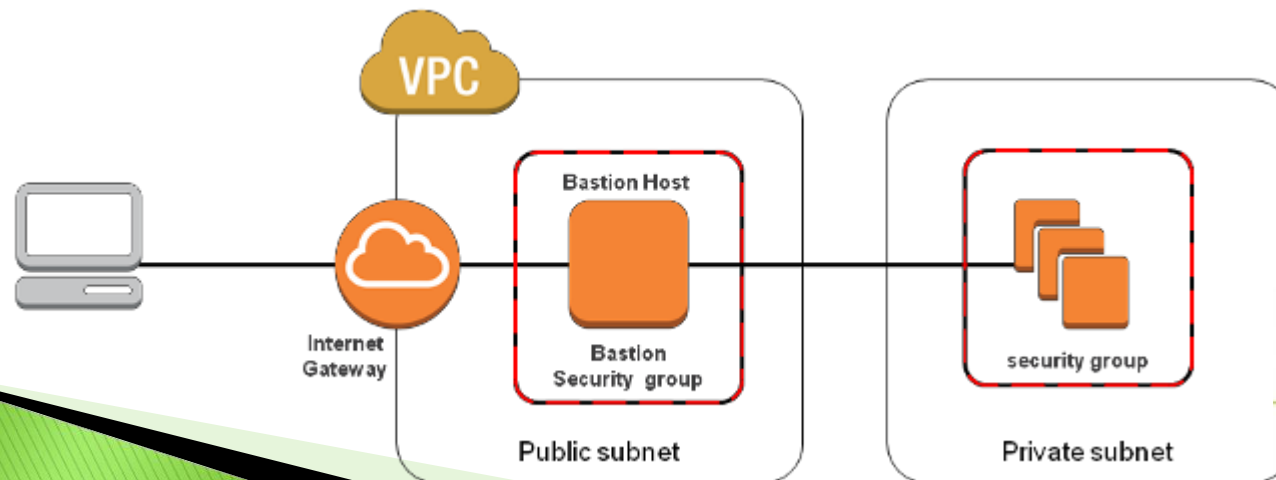 VPC
Bastion Host
Internet
Gateway
Bastion
Security group
security group
Public subnet
Private subnet